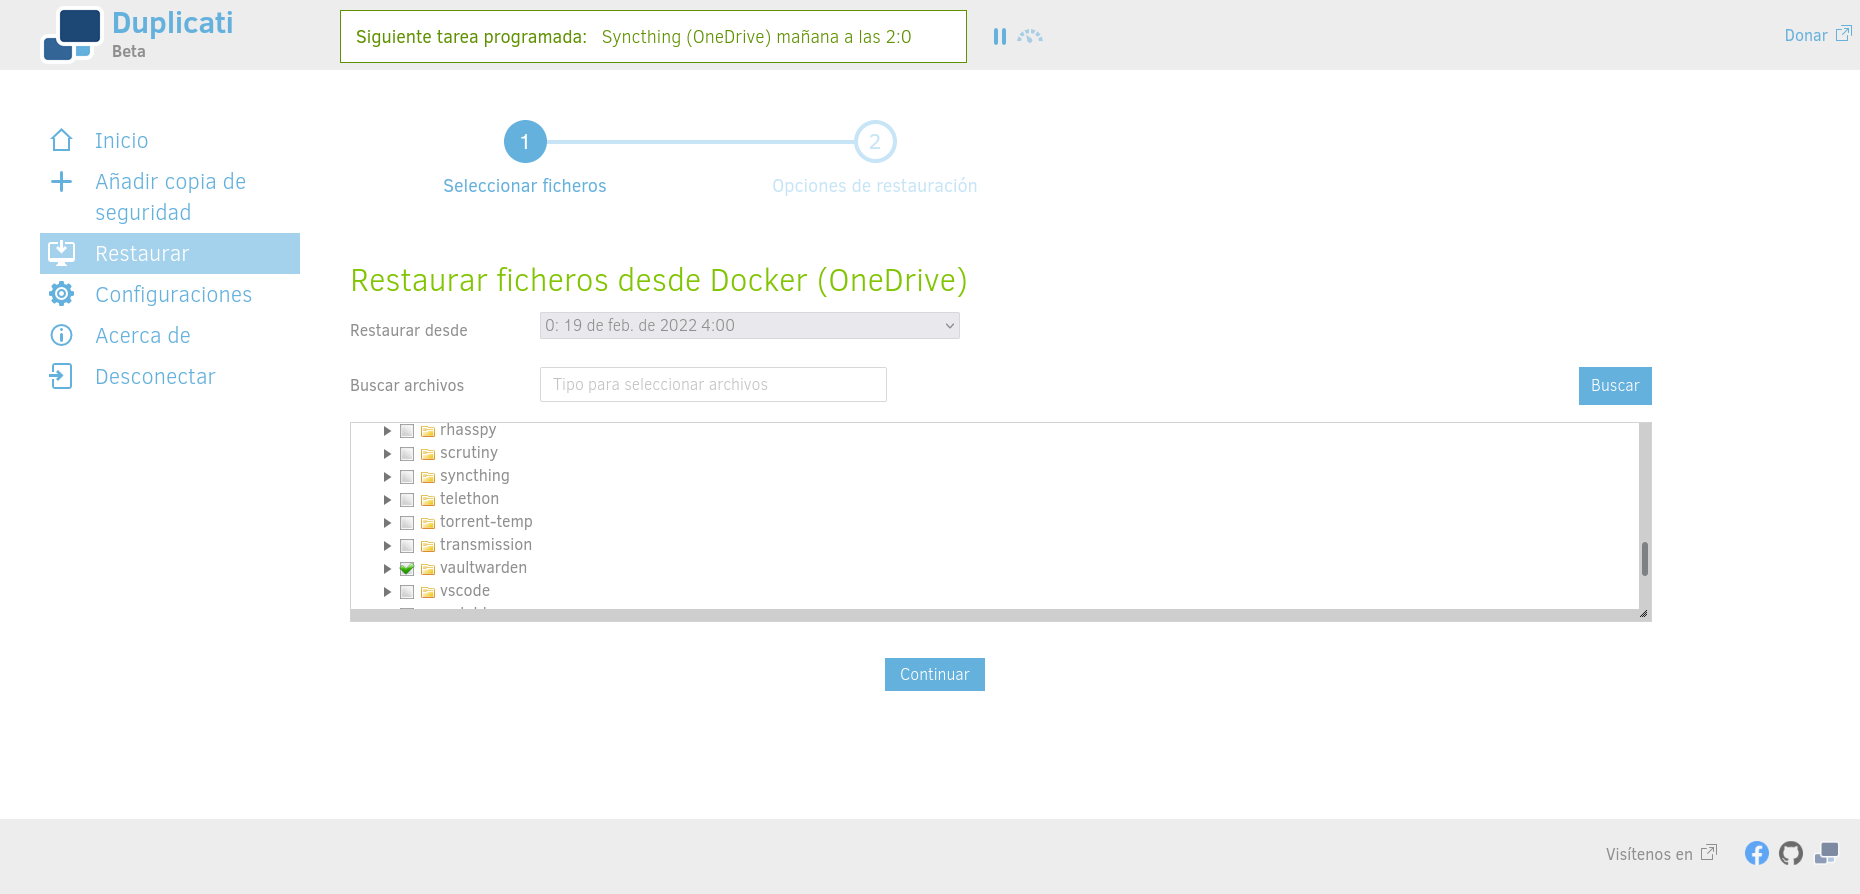 Duplicati
Beta
Siguiente tarea programada: Syncthing (OneDrive) mañana a las 2:0
Donar
Inicio
Añadir copia de
seguridad
Restaurar
Configuraciones
Acerca de
Desconectar
1
2
Seleccionar ficheros
Opciones de restauración
Restaurar ficheros desde Docker (OneDrive)
Restaurar desde
0: 19 de feb. de 2022 4:00
Buscar archivos
Tipo para seleccionar archivos
Buscar
rhasspy
scrutiny
syncthing
telethon
torrent-temp
transmission
vaultwarden
vscode
Continuar
Visítenos en